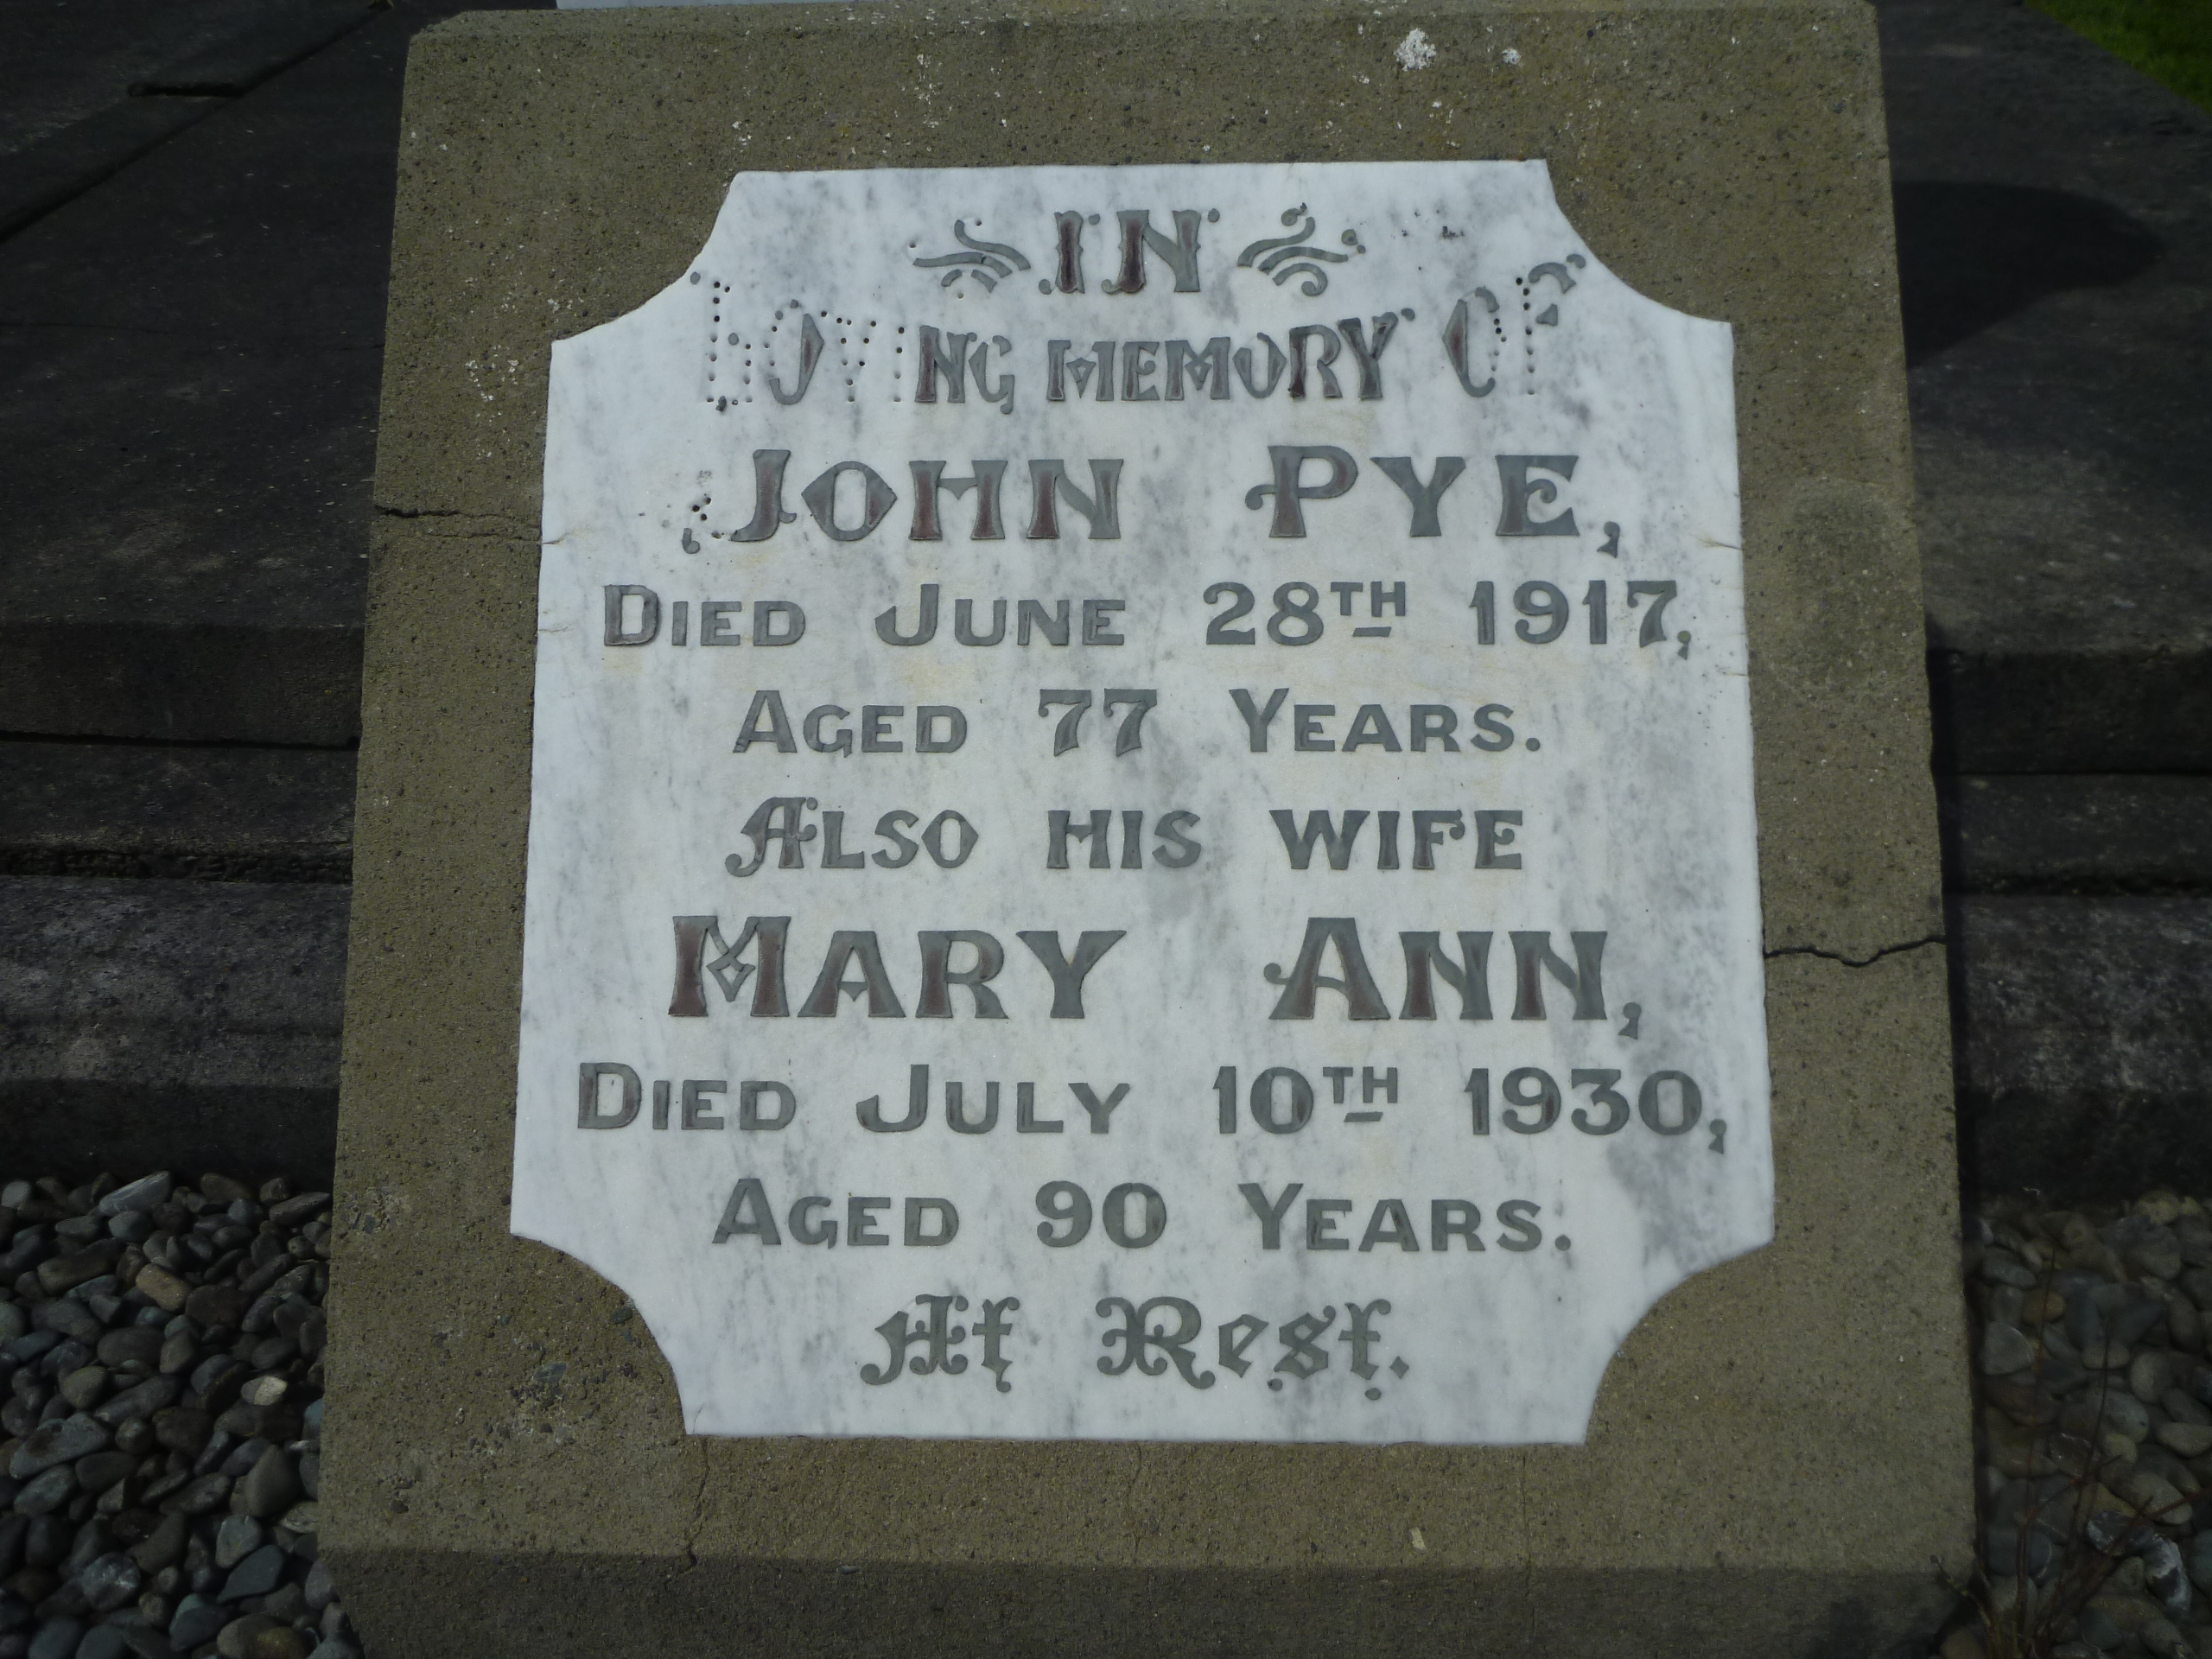 IN
LOVING MEMORY OF
JOHN PYE,
DIED JUNE 28TH 1917,
AGED 77 YEARS.
ALSO HIS WIFE
MARY ANN,
DIED JULY 10TH 1930,
AGED 90 YEARS.
At Rest.